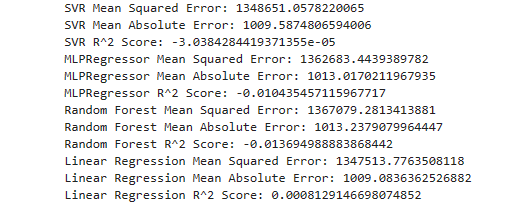 SVR Mean Squared Error: 1348651.0578220065
SVR Mean Absolute Error: 1009.5874806594006
SVR R^2 Score: -3.0384284419371355e-05
MLPRegressor Mean Squared Error: 1362683.4439389782
MLPRegressor Mean Absolute Error: 1013.0170211967935
MLPRegressor R^2 Score: -0.010435457115967717
Random Forest Mean Squared Error: 1367079.2813413881
Random Forest Mean Absolute Error: 1013.2379079964447
Random Forest R^2 Score: -0.013694988883868442
Linear Regression Mean Squared Error: 1347513.7763508118
Linear Regression Mean Absolute Error: 1009.0836362526882
Linear Regression R^2 Score: 0.0008129146698074852